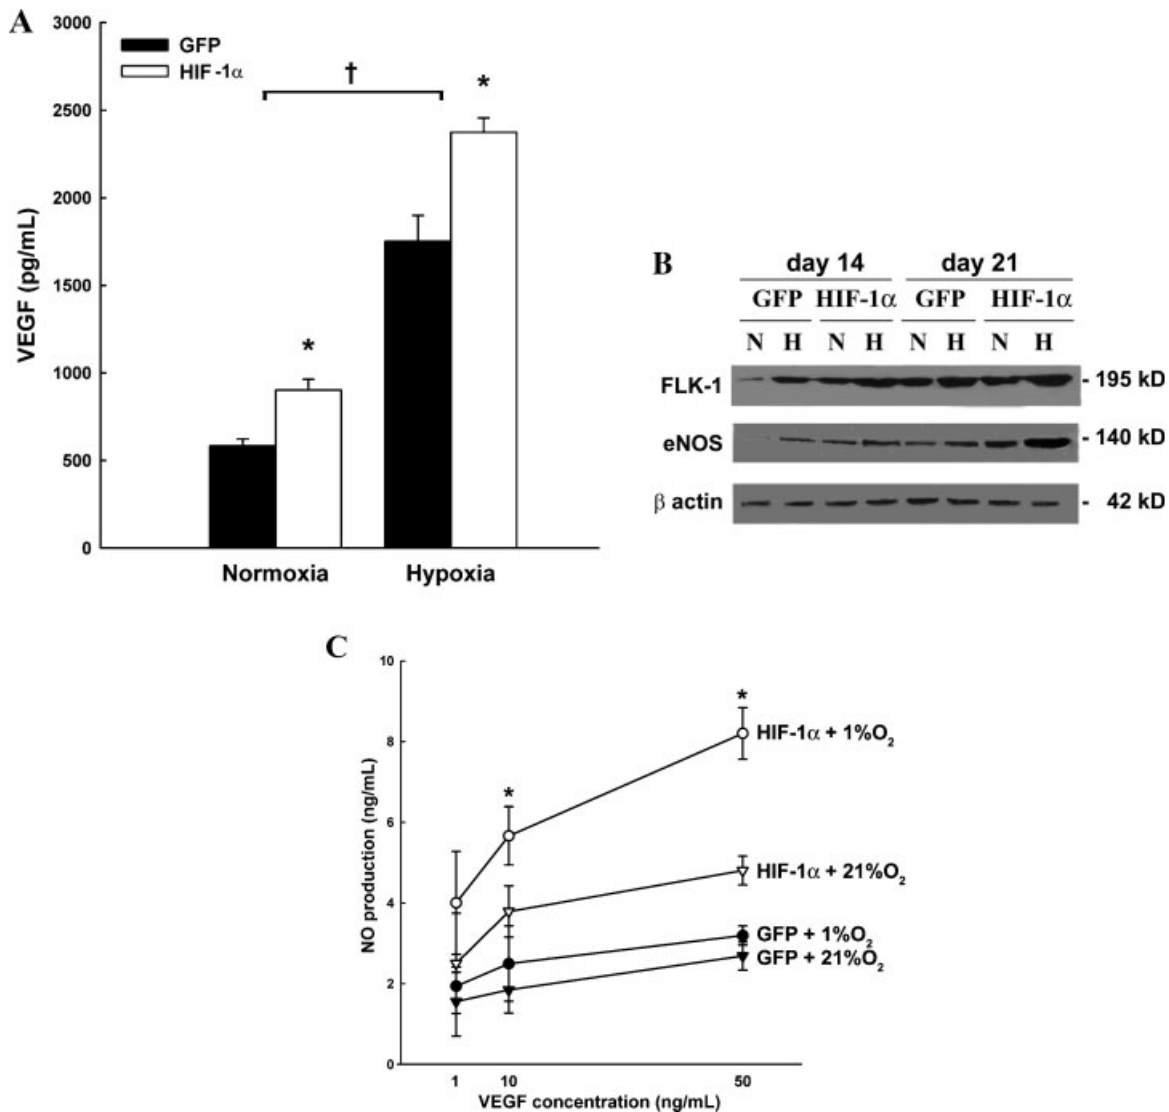 A
3000
2500
2000
1500
1000
500
0
VEGF (pg/mL)
GFP
HIF-1α
†
*
*
Normoxia Hypoxia
B
day 14 day 21
GFP HIF-1α GFP HIF-1α
N H N H N H N H
FLK-1 - 195 kD
eNOS - 140 kD
β actin - 42 kD
C
10
8
6
4
2
0
NO production (ng/mL)
*
*
HIF-1α + 1%O₂
HIF-1α + 21%O₂
GFP + 1%O₂
GFP + 21%O₂
1 10 50
VEGF concentration (ng/mL)